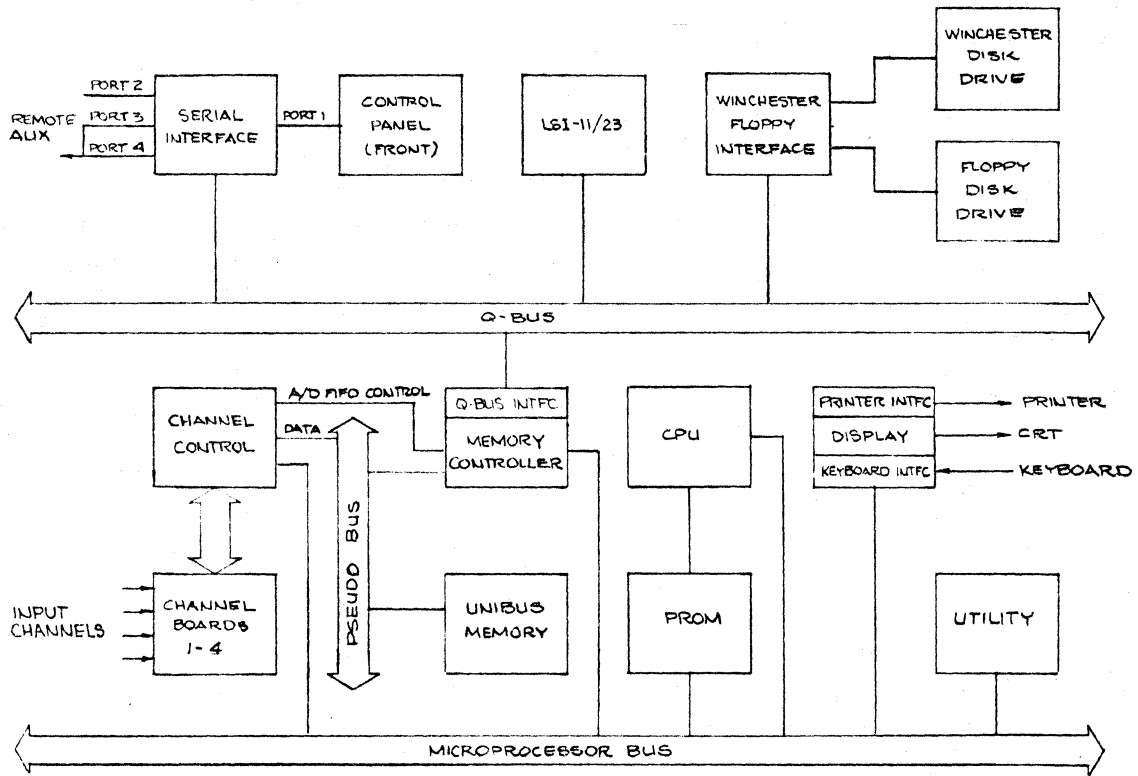 WINCHESTER
DISK
DRIVE
PORT 2
REMOTE
AUX
PORT 3
PORT 4
SERIAL
INTERFACE
PORT 1
CONTROL
PANEL
(FRONT)
LSI-11/23
WINCHESTER
FLOPPY
INTERFACE
FLOPPY
DISK
DRIVE
Q-BUS
CHANNEL
CONTROL
A/D FIFO CONTROL
DATA
Q-BUS INTFC
MEMORY
CONTROLLER
CPU
PRINTER INTFC
DISPLAY
KEYBOARD INTFC
PRINTER
CRT
KEYBOARD
PSEUDO BUS
INPUT
CHANNELS
CHANNEL
BOARDS
1-4
UNIBUS
MEMORY
PROM
UTILITY
MICROPROCESSOR BUS